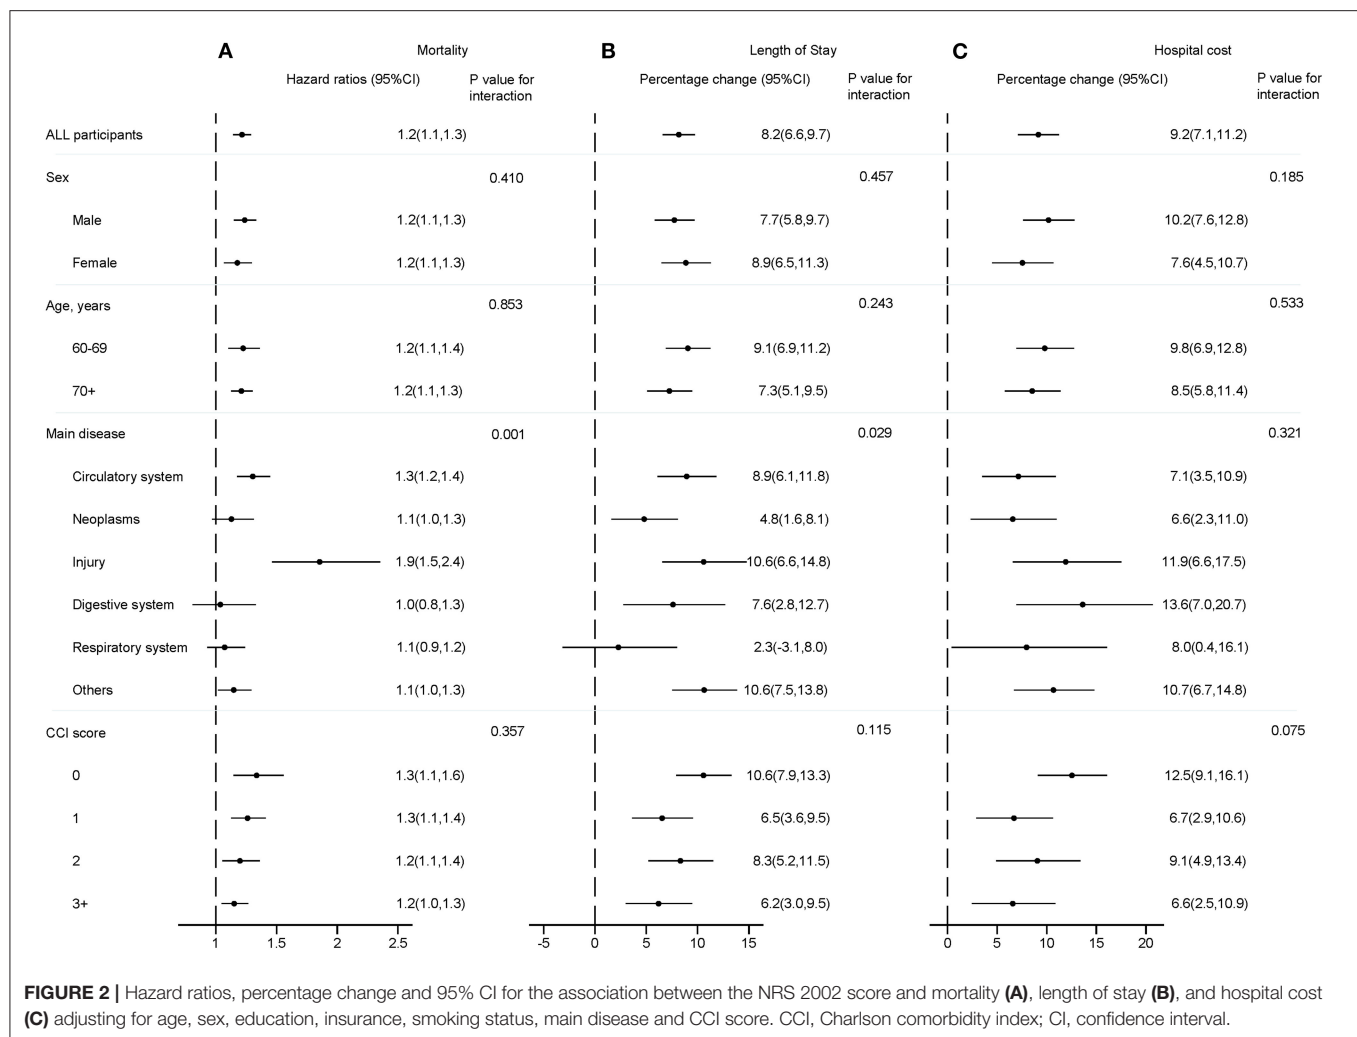 A Mortality B Length of Stay C Hospital cost
Hazard ratios (95%CI) P value for interaction Percentage change (95%CI) P value for interaction Percentage change (95%CI) P value for interaction
ALL participants 1.2(1.1,1.3) 8.2(6.6,9.7) 9.2(7.1,11.2)
Sex 0.410 0.457 0.185
Male 1.2(1.1,1.3) 7.7(5.8,9.7) 10.2(7.6,12.8)
Female 1.2(1.1,1.3) 8.9(6.5,11.3) 7.6(4.5,10.7)
Age, years 0.853 0.243 0.533
60-69 1.2(1.1,1.4) 9.1(6.9,11.2) 9.8(6.9,12.8)
70+ 1.2(1.1,1.3) 7.3(5.1,9.5) 8.5(5.8,11.4)
Main disease 0.001 0.029 0.321
Circulatory system 1.3(1.2,1.4) 8.9(6.1,11.8) 7.1(3.5,10.9)
Neoplasms 1.1(1.0,1.3) 4.8(1.6,8.1) 6.6(2.3,11.0)
Injury 1.9(1.5,2.4) 10.6(6.6,14.8) 11.9(6.6,17.5)
Digestive system 1.0(0.8,1.3) 7.6(2.8,12.7) 13.6(7.0,20.7)
Respiratory system 1.1(0.9,1.2) 2.3(-3.1,8.0) 8.0(0.4,16.1)
Others 1.1(1.0,1.3) 10.6(7.5,13.8) 10.7(6.7,14.8)
CCI score 0.357 0.115 0.075
0 1.3(1.1,1.6) 10.6(7.9,13.3) 12.5(9.1,16.1)
1 1.3(1.1,1.4) 6.5(3.6,9.5) 6.7(2.9,10.6)
2 1.2(1.1,1.4) 8.3(5.2,11.5) 9.1(4.9,13.4)
3+ 1.2(1.0,1.3) 6.2(3.0,9.5) 6.6(2.5,10.9)
1 1.5 2 2.5 -5 0 5 10 15 0 5 10 15 20
FIGURE 2 | Hazard ratios, percentage change and 95% CI for the association between the NRS 2002 score and mortality (A), length of stay (B), and hospital cost
(C) adjusting for age, sex, education, insurance, smoking status, main disease and CCI score. CCI, Charlson comorbidity index; CI, confidence interval.